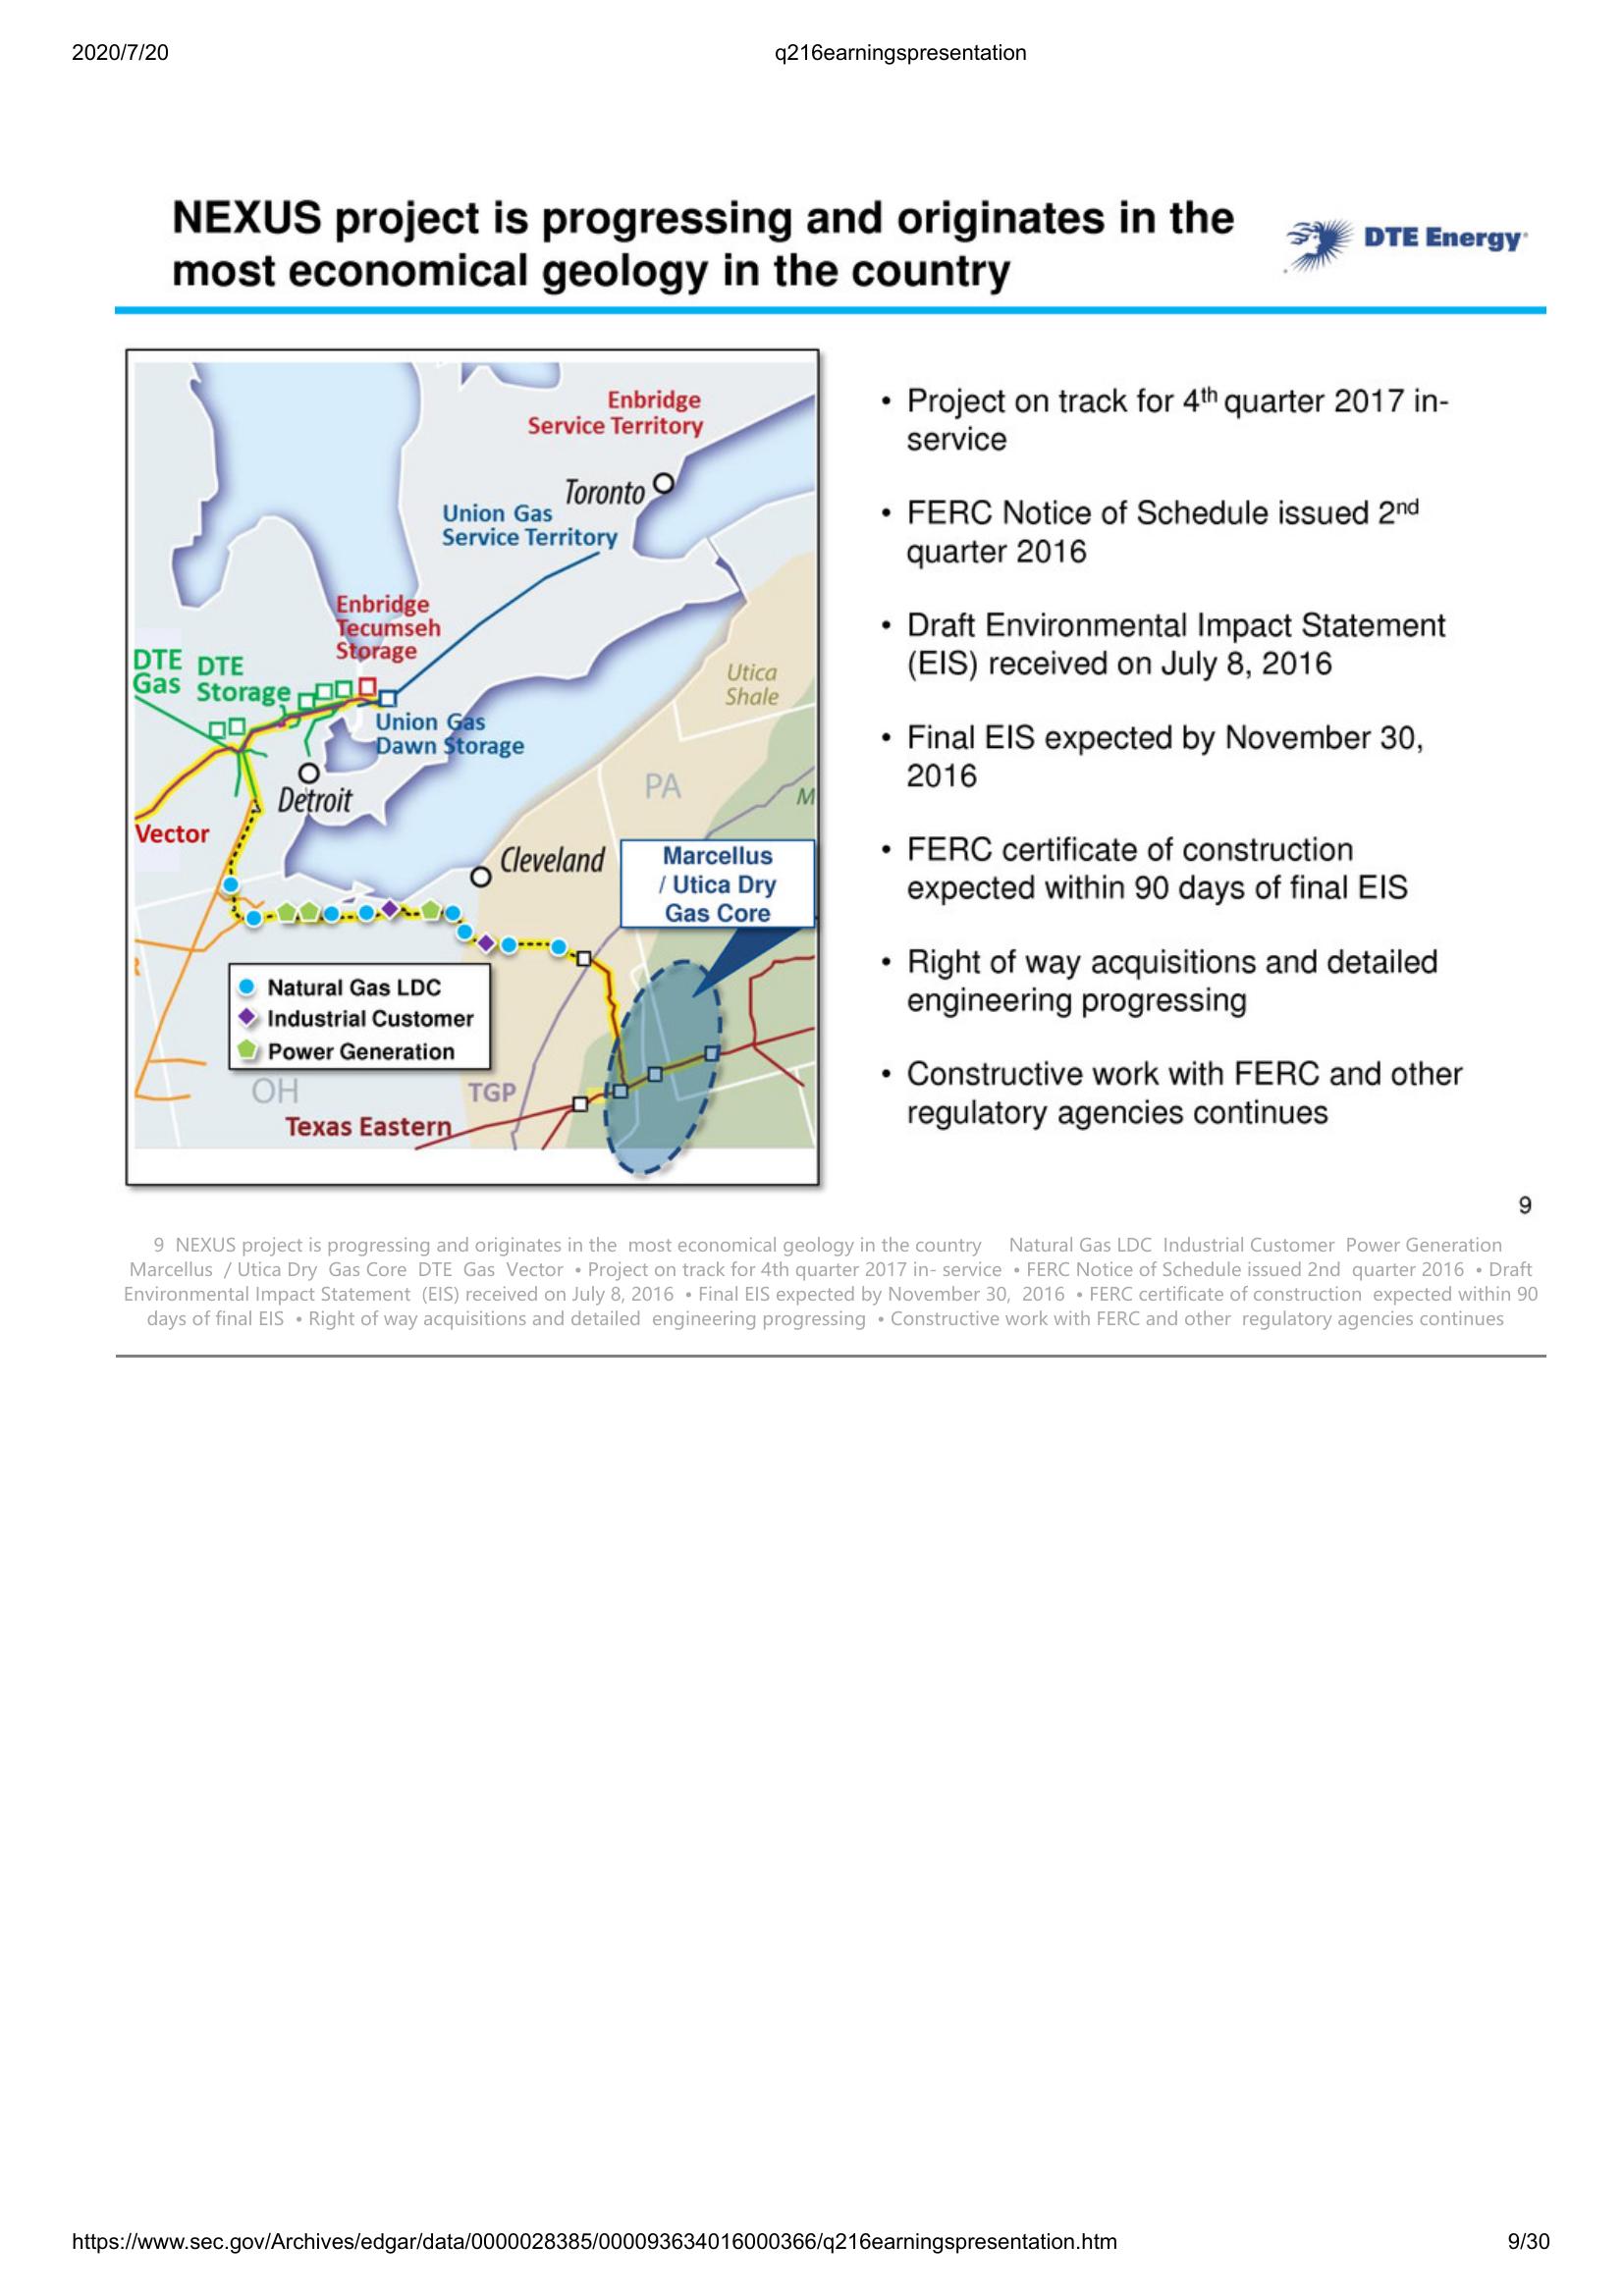 2020/7/20
q216earningspresentation
NEXUS project is progressing and originates in the
most economical geology in the country
DTE Energy®
Enbridge
Service Territory
Toronto
Union Gas
Service Territory
Enbridge
Tecumseh
Storage
DTE
Gas
DTE
Storage
Union Gas
Dawn Storage
Utica
Shale
PA
M
Detroit
Vector
Cleveland
Marcellus
/ Utica Dry
Gas Core
Natural Gas LDC
Industrial Customer
Power Generation
OH
TGP
Texas Eastern
• Project on track for 4th quarter 2017 in-
service
• FERC Notice of Schedule issued 2nd
quarter 2016
• Draft Environmental Impact Statement
(EIS) received on July 8, 2016
• Final EIS expected by November 30,
2016
• FERC certificate of construction
expected within 90 days of final EIS
• Right of way acquisitions and detailed
engineering progressing
• Constructive work with FERC and other
regulatory agencies continues
9
9 NEXUS project is progressing and originates in the most economical geology in the country Natural Gas LDC Industrial Customer Power Generation
Marcellus / Utica Dry Gas Core DTE Gas Vector • Project on track for 4th quarter 2017 in- service • FERC Notice of Schedule issued 2nd quarter 2016 • Draft
Environmental Impact Statement (EIS) received on July 8, 2016 • Final EIS expected by November 30, 2016 • FERC certificate of construction expected within 90
days of final EIS • Right of way acquisitions and detailed engineering progressing • Constructive work with FERC and other regulatory agencies continues
https://www.sec.gov/Archives/edgar/data/0000028385/000093634016000366/q216earningspresentation.htm
9/30